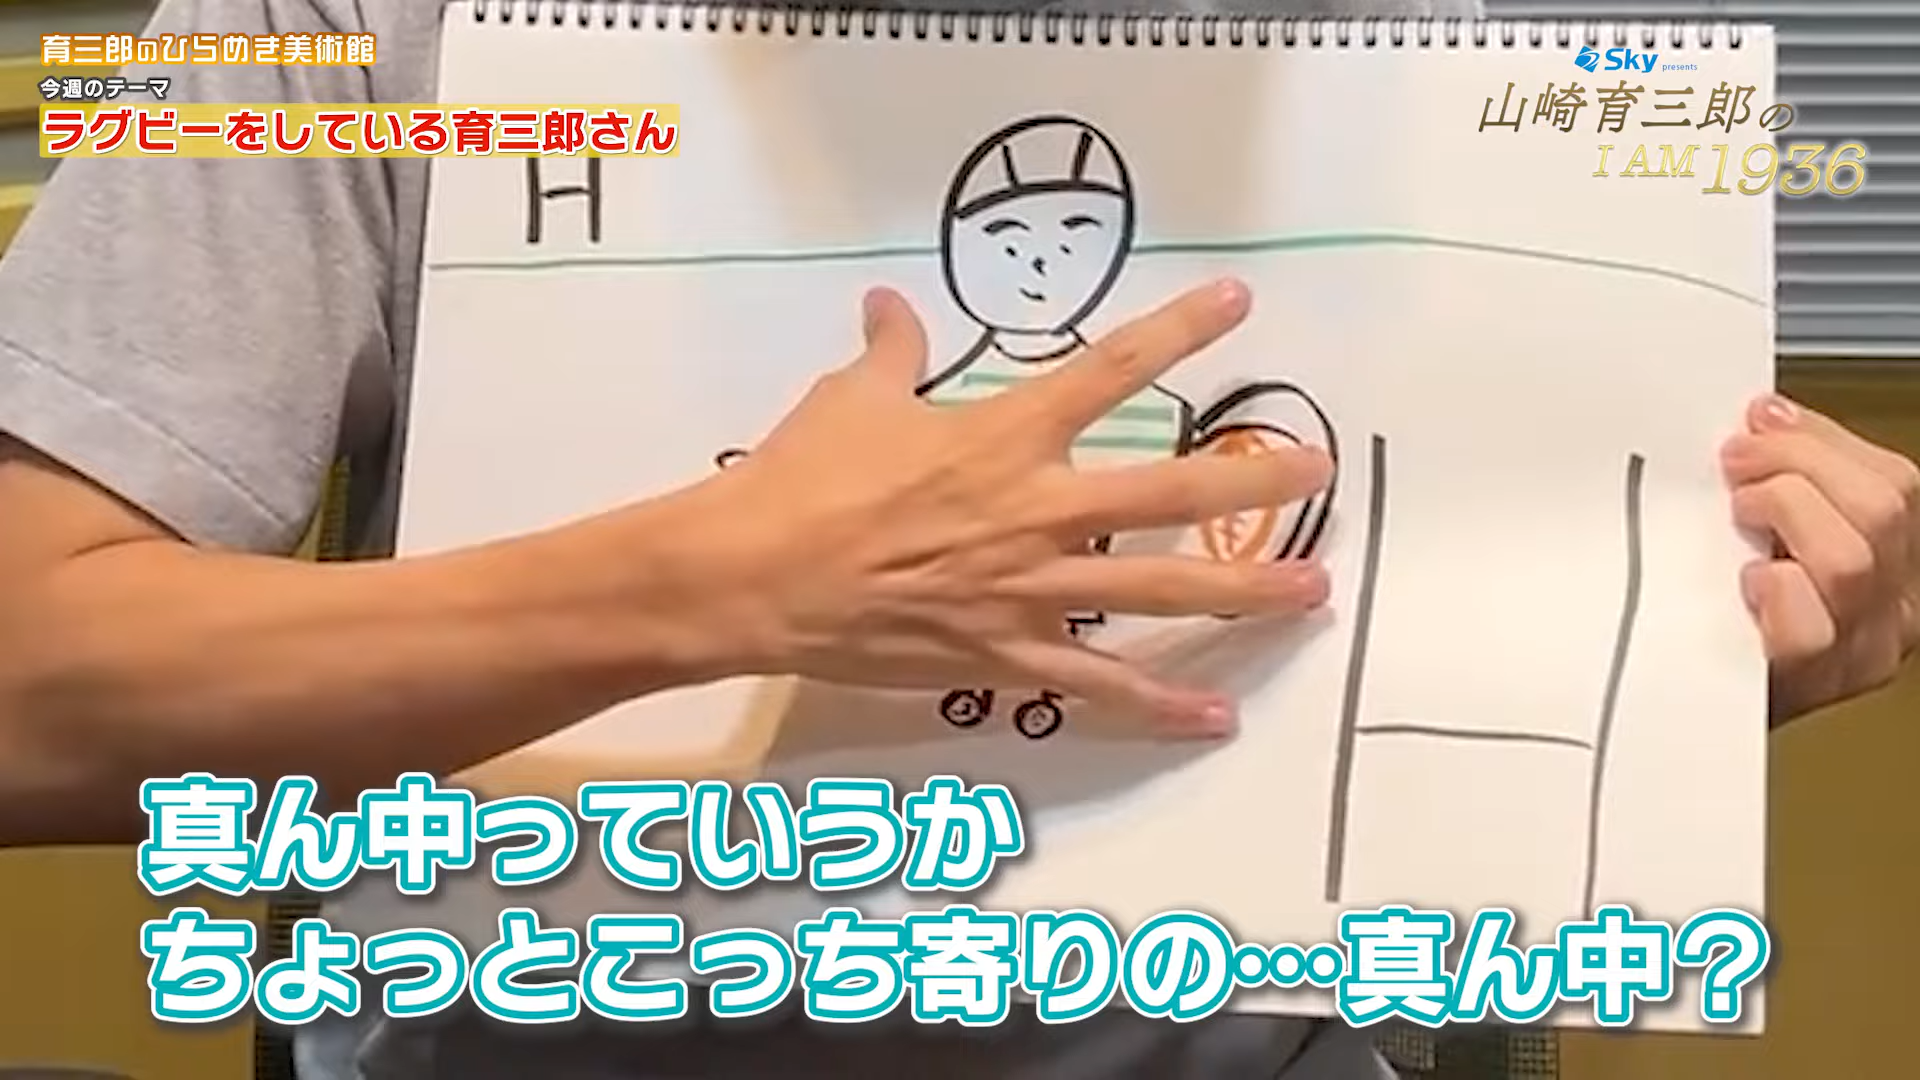 育三郎のひらめき美術館
今週のテーマ
ラグビーをしている育三郎さん
Sky presents
山崎育三郎の
I AM 1936
真ん中っていうか
ちょっとこっち寄りの…真ん中？